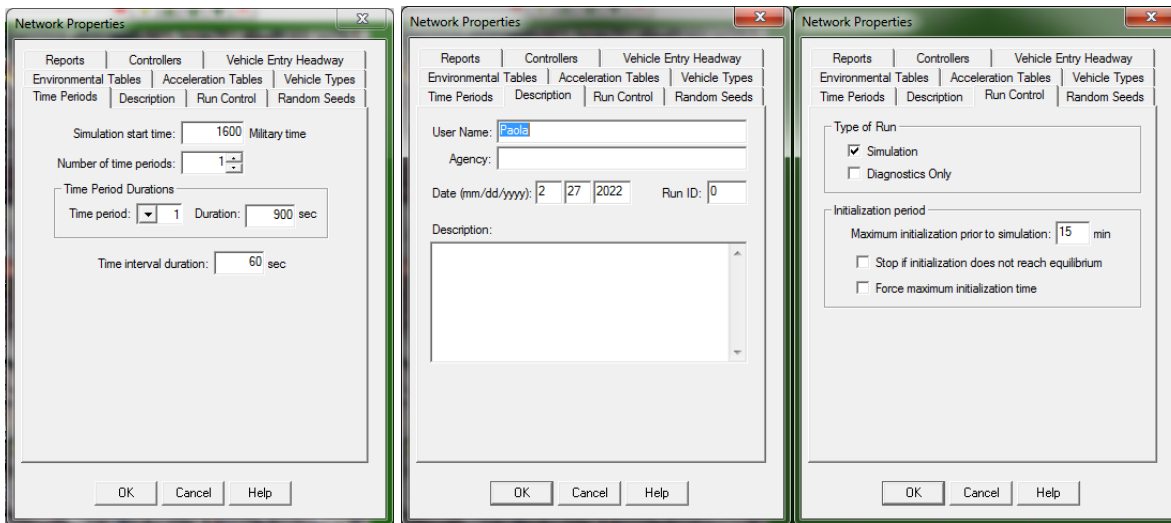 Network Properties
X
Reports Controllers Vehicle Entry Headway
Environmental Tables Acceleration Tables Vehicle Types
Time Periods Description Run Control Random Seeds
Simulation start time: 1600 Military time
Number of time periods: 1
Time Period Durations
Time period: 1 Duration: 900 sec
Time interval duration: 60 sec
OK Cancel Help
Network Properties
X
Reports Controllers Vehicle Entry Headway
Environmental Tables Acceleration Tables Vehicle Types
Time Periods Description Run Control Random Seeds
User Name: Paola
Agency:
Date (mm/dd/yyyy): 2 27 2022 Run ID: 0
Description:
OK Cancel Help
Network Properties
X
Reports Controllers Vehicle Entry Headway
Environmental Tables Acceleration Tables Vehicle Types
Time Periods Description Run Control Random Seeds
Type of Run
Simulation
Diagnostics Only
Initialization period
Maximum initialization prior to simulation: 15 min
Stop if initialization does not reach equilibrium
Force maximum initialization time
OK Cancel Help